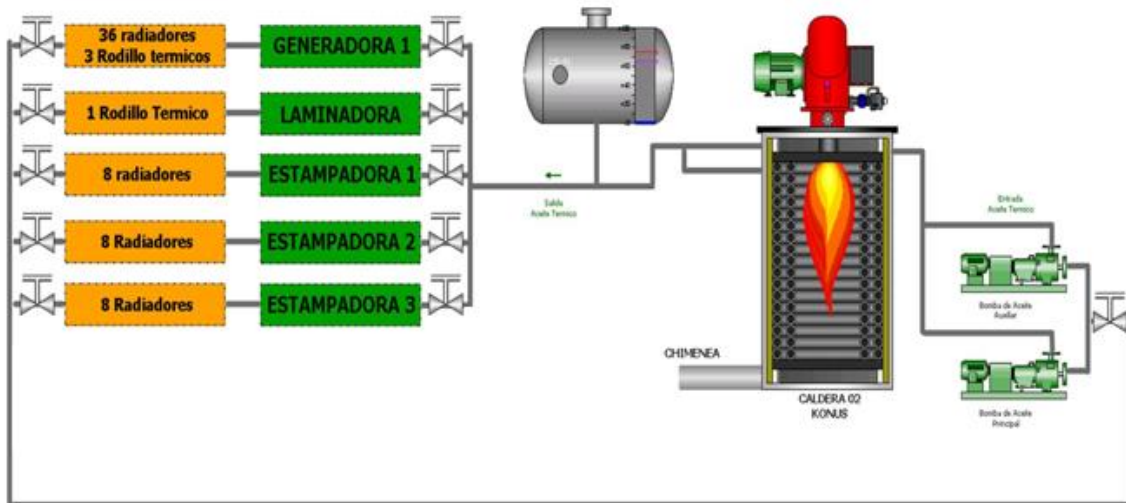 36 radiadores
3 Rodillo termicos
GENERADORA 1
1 Rodillo Termico
LAMINADORA
8 radiadores
ESTAMPADORA 1
8 Radiadores
ESTAMPADORA 2
8 Radiadores
ESTAMPADORA 3
Salida
Aceite Termico
Entrada
Aceite Termico
Bomba de Aceite
Auxiliar
Bomba de Aceite
Principal
CHIMENEA
CALDERA 02
KONUS